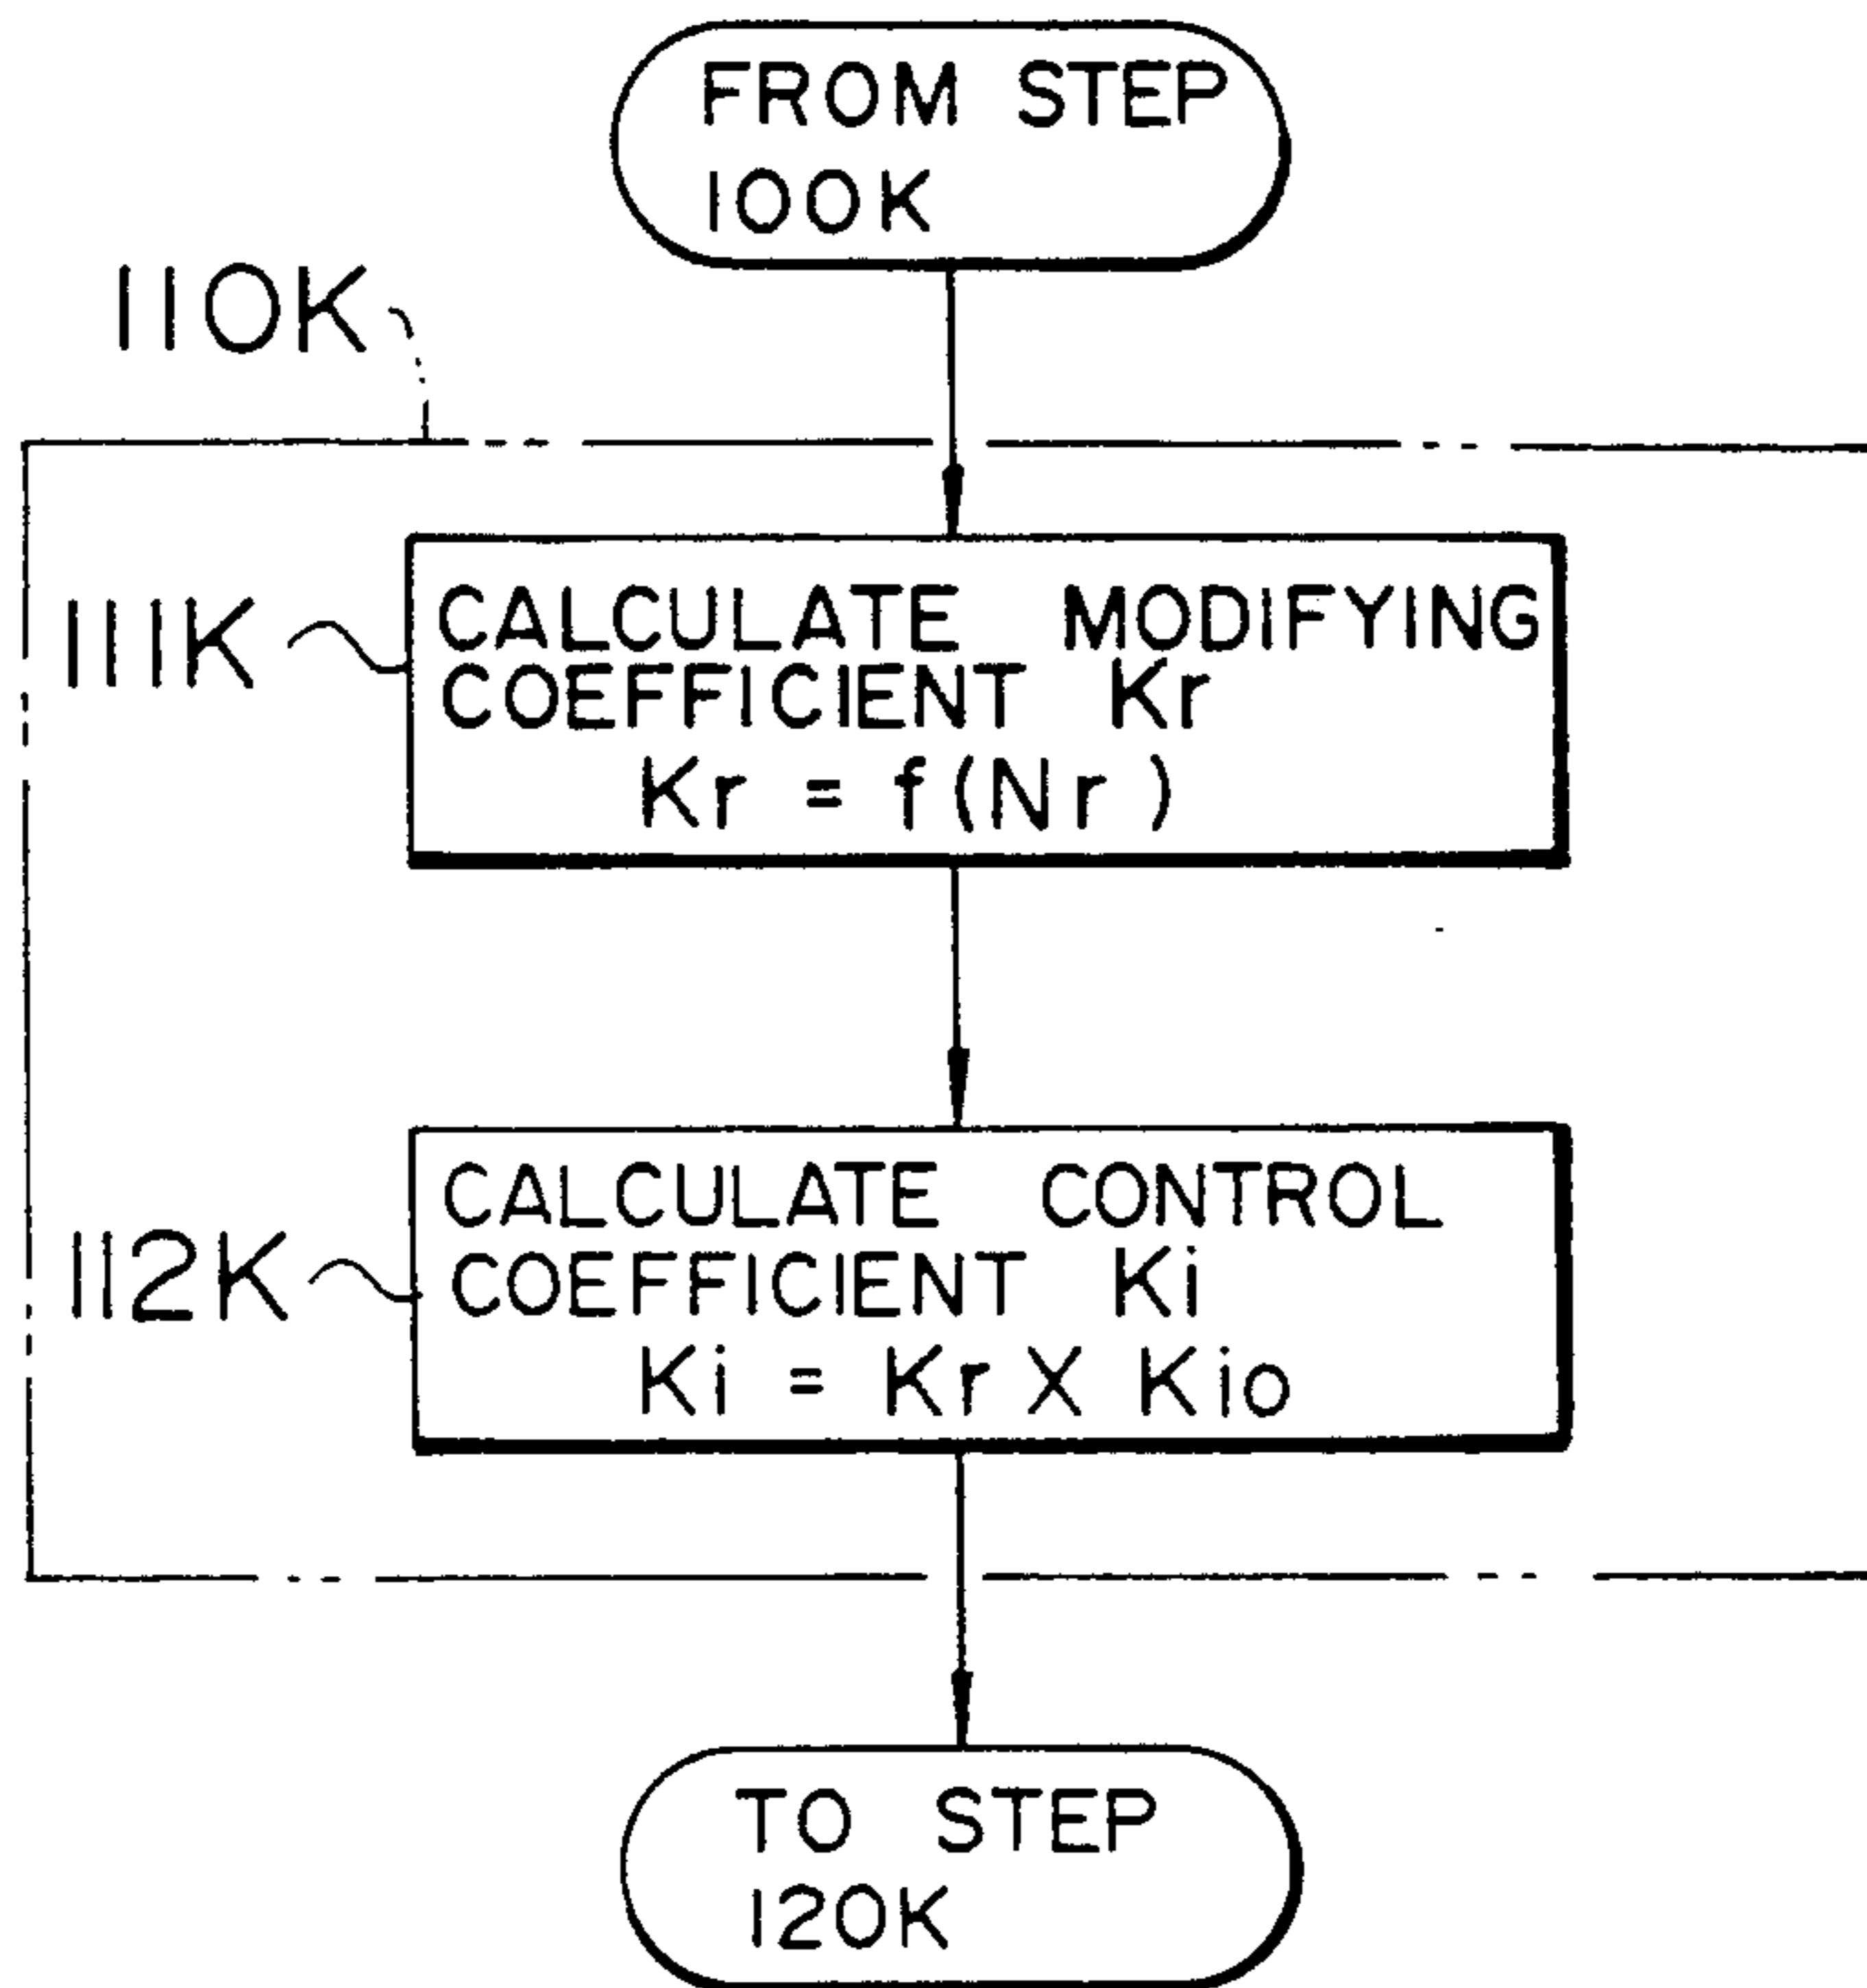 FROM STEP
100K
110K
111K
CALCULATE MODIFYING
COEFFICIENT Kr
Kr = f(Nr)
112K
CALCULATE CONTROL
COEFFICIENT Ki
Ki = Kr X Kio
TO STEP
120K